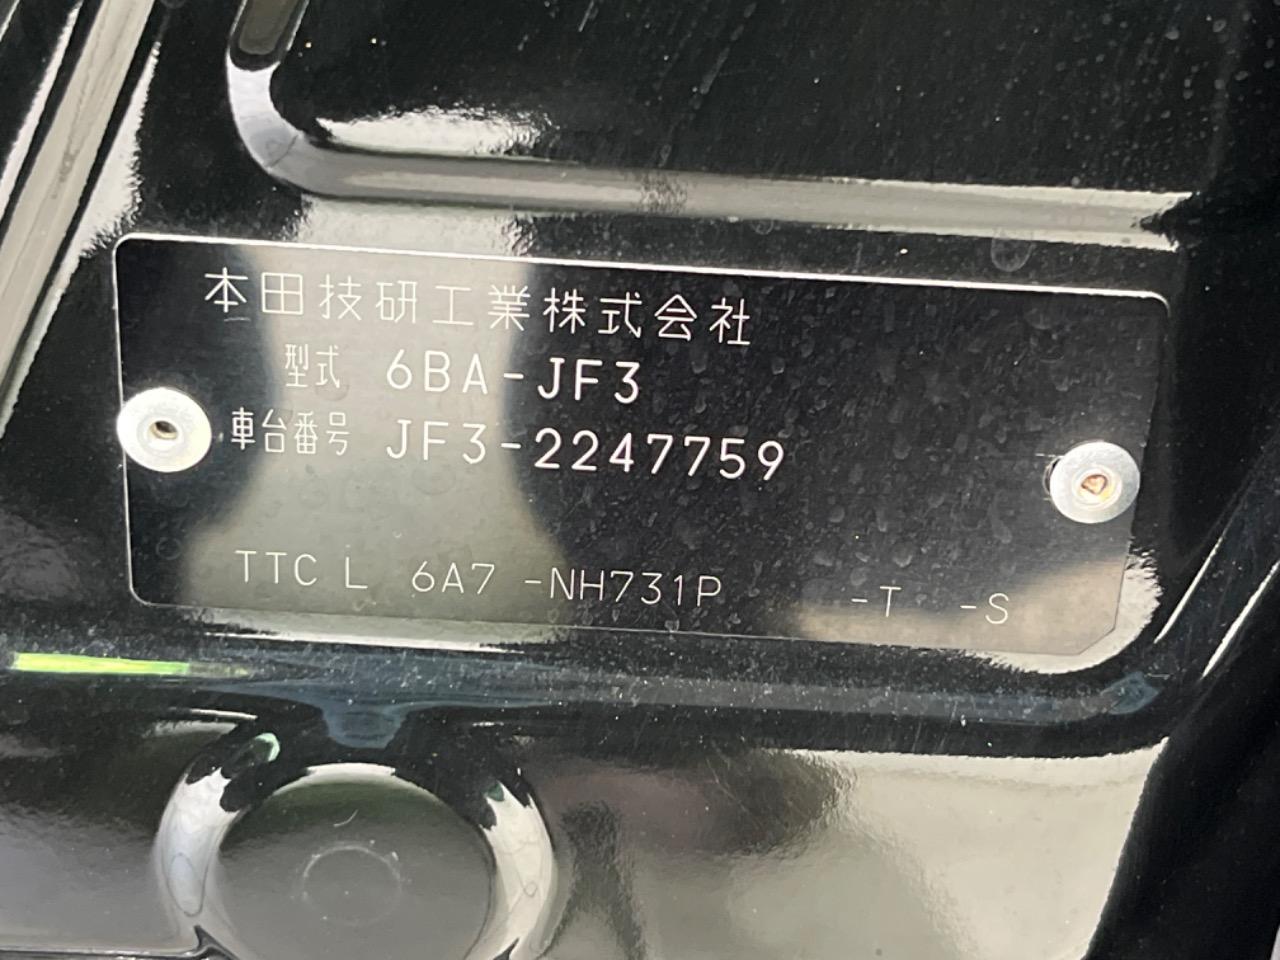 本田技研工業株式会社
型式 6BA-JF3
車台番号 JF3-2247759
TTC L 6A7 -NH731P -T -S